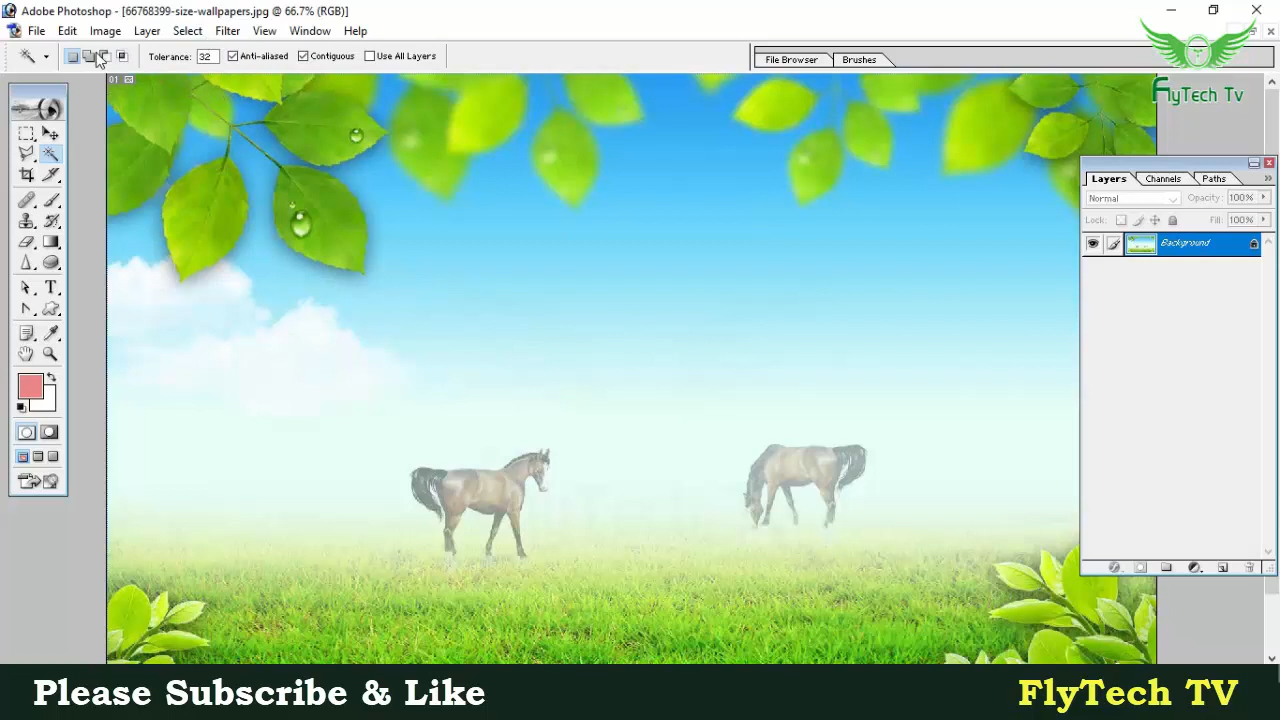 Adobe Photoshop - [66768399-size-wallpapers.jpg @ 66.7% (RGB)]
File Edit Image Layer Select Filter View Window Help
Tolerance: 32 Anti-aliased Contiguous Use All Layers
File Browser Brushes
FlyTech Tv
01
Layers Channels Paths
Normal Opacity: 100%
Lock: Fill: 100%
Background
Please Subscribe & Like
FlyTech TV